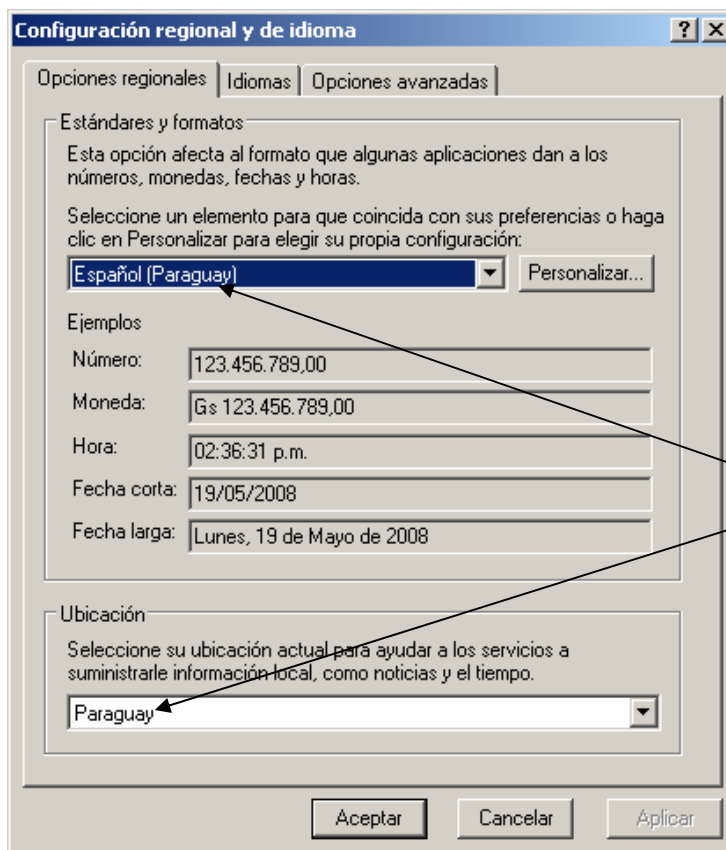 Configuración regional y de idioma
Opciones regionales Idiomas Opciones avanzadas
Estándares y formatos
Esta opción afecta al formato que algunas aplicaciones dan a los
números, monedas, fechas y horas.
Seleccione un elemento para que coincida con sus preferencias o haga
clic en Personalizar para elegir su propia configuración:
Español (Paraguay) Personalizar...
Ejemplos
Número: 123.456.789,00
Moneda: Gs 123.456.789,00
Hora: 02:36:31 p.m.
Fecha corta: 19/05/2008
Fecha larga: Lunes, 19 de Mayo de 2008
Ubicación
Seleccione su ubicación actual para ayudar a los servicios a
suministrarle información local, como noticias y el tiempo.
Paraguay
Aceptar Cancelar Aplicar